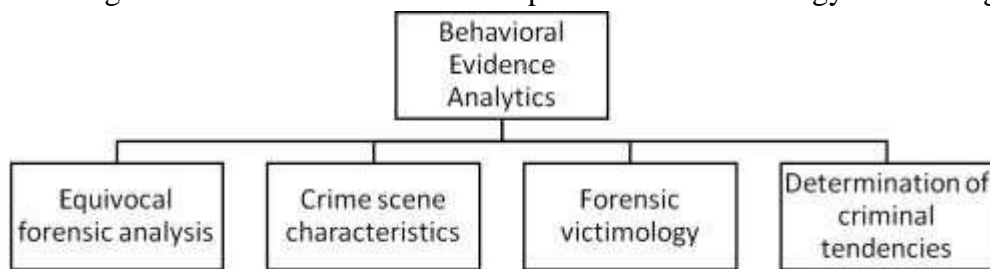 Behavioral
Evidence
Analytics
Equivocal
forensic analysis
Crime scene
characteristics
Forensic
victimology
Determination of
criminal
tendencies